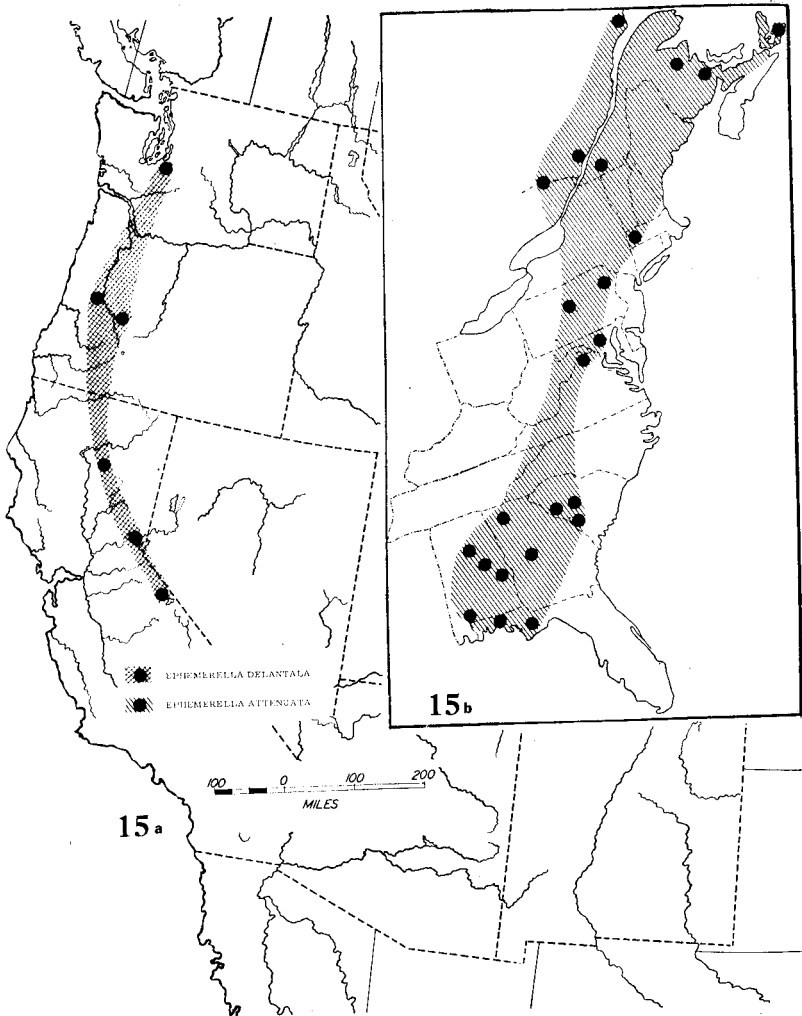 EPHEMERELLA DELANTALA
EPHEMERELLA ATTENUATA
15b
100 0 100 200
MILES
15a